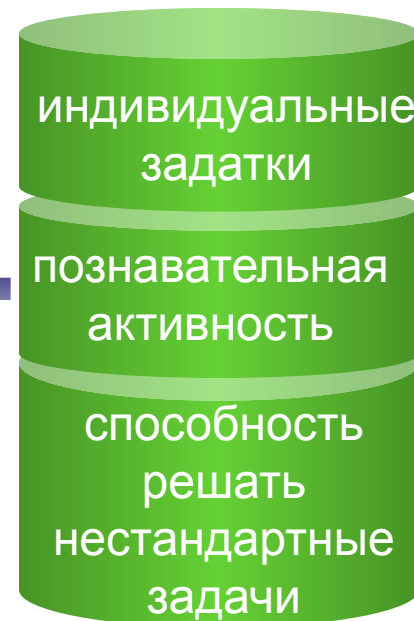 индивидуальные
задатки
познавательная
активность
способность
решать
нестандартные
задачи